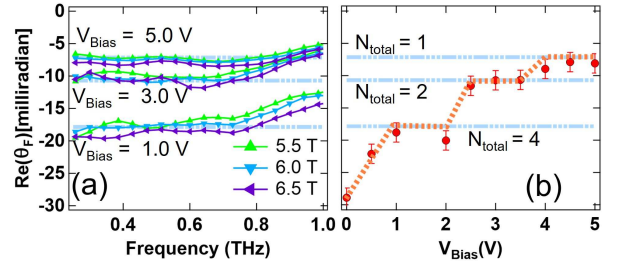 Re(θF)[milliradian]
0
-5
-10
-15
-20
-25
-30
VBias = 5.0 V
VBias = 3.0 V
VBias = 1.0 V
5.5 T
6.0 T
6.5 T
(a)
0.4 0.6 0.8 1.0
Frequency (THz)
Ntotal = 1
Ntotal = 2
Ntotal = 4
(b)
0 1 2 3 4 5
VBias(V)